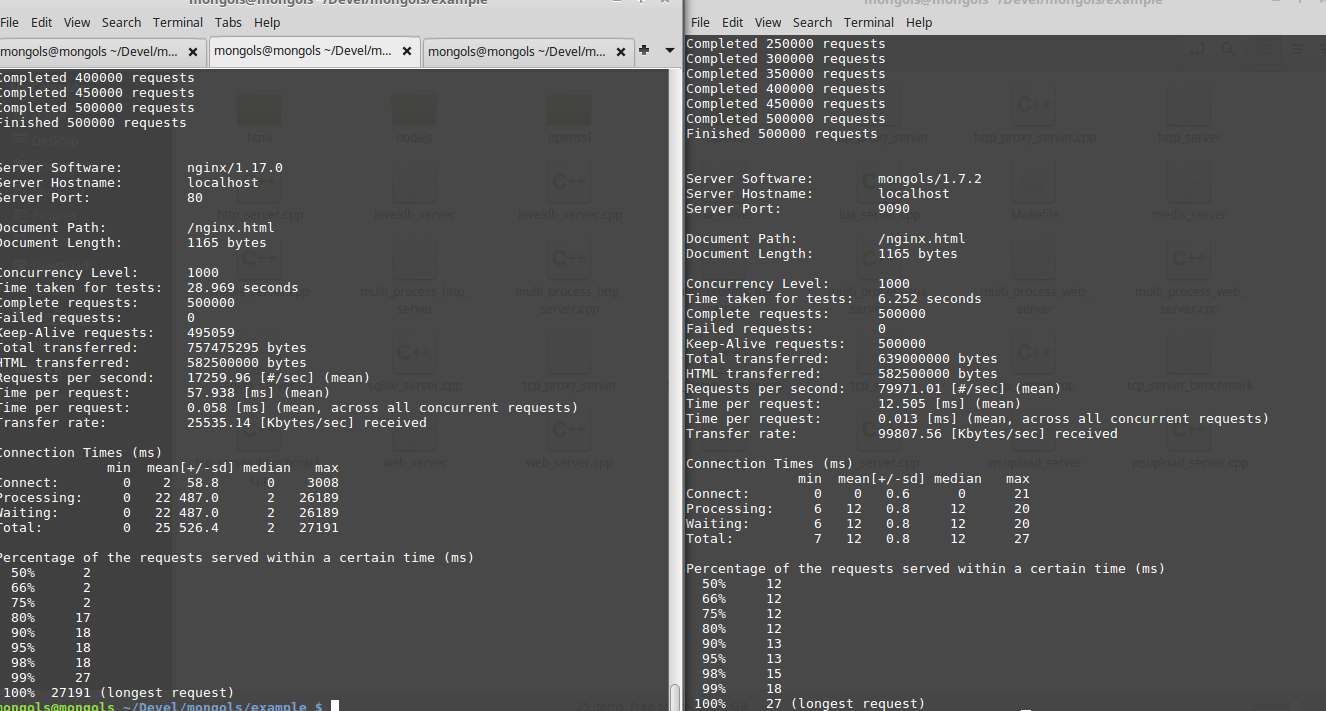 mongols@mongols ~/Devel/mongols/example
File Edit View Search Terminal Tabs Help
mongols@mongols ~/Devel/m... × mongols@mongols ~/Devel/m... × mongols@mongols ~/Devel/m... ×
Completed 400000 requests
Completed 450000 requests
Completed 500000 requests
Finished 500000 requests
Server Software: nginx/1.17.0
Server Hostname: localhost
Server Port: 80
Document Path: /nginx.html
Document Length: 1165 bytes
Concurrency Level: 1000
Time taken for tests: 28.969 seconds
Complete requests: 500000
Failed requests: 0
Keep-Alive requests: 495059
Total transferred: 757475295 bytes
HTML transferred: 582500000 bytes
Requests per second: 17259.96 [#/sec] (mean)
Time per request: 57.938 [ms] (mean)
Time per request: 0.058 [ms] (mean, across all concurrent requests)
Transfer rate: 25535.14 [Kbytes/sec] received
Connection Times (ms)
min mean[+/-sd] median max
Connect: 0 2 58.8 0 3008
Processing: 0 22 487.0 2 26189
Waiting: 0 22 487.0 2 26189
Total: 0 25 526.4 2 27191
Percentage of the requests served within a certain time (ms)
50% 2
66% 2
75% 2
80% 17
90% 18
95% 18
98% 18
99% 27
100% 27191 (longest request)
mongols@mongols ~/Devel/mongols/example $
mongols@mongols ~/Devel/mongols/example
File Edit View Search Terminal Help
Completed 250000 requests
Completed 300000 requests
Completed 350000 requests
Completed 400000 requests
Completed 450000 requests
Completed 500000 requests
Finished 500000 requests
Server Software: mongols/1.7.2
Server Hostname: localhost
Server Port: 9090
Document Path: /nginx.html
Document Length: 1165 bytes
Concurrency Level: 1000
Time taken for tests: 6.252 seconds
Complete requests: 500000
Failed requests: 0
Keep-Alive requests: 500000
Total transferred: 639000000 bytes
HTML transferred: 582500000 bytes
Requests per second: 79971.01 [#/sec] (mean)
Time per request: 12.505 [ms] (mean)
Time per request: 0.013 [ms] (mean, across all concurrent requests)
Transfer rate: 99807.56 [Kbytes/sec] received
Connection Times (ms)
min mean[+/-sd] median max
Connect: 0 0 0.6 0 21
Processing: 6 12 0.8 12 20
Waiting: 6 12 0.8 12 20
Total: 7 12 0.8 12 27
Percentage of the requests served within a certain time (ms)
50% 12
66% 12
75% 12
80% 12
90% 13
95% 13
98% 15
99% 18
100% 27 (longest request)